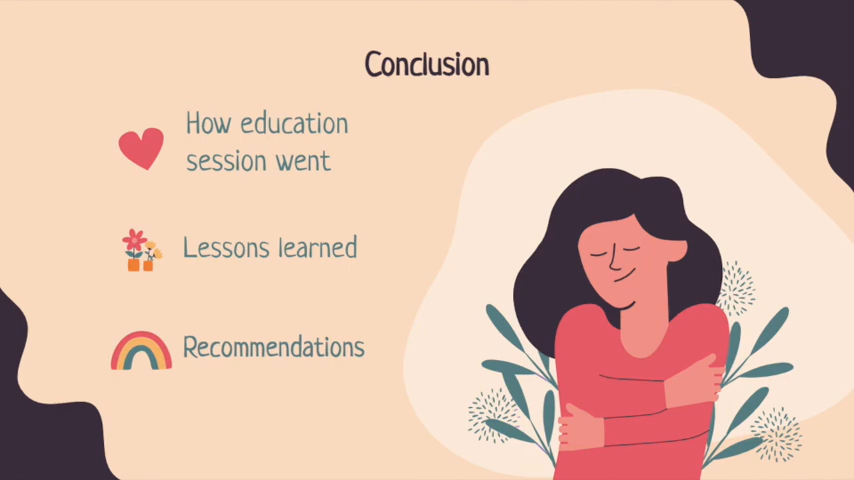 Conclusion
How education
session went
Lessons learned
Recommendations